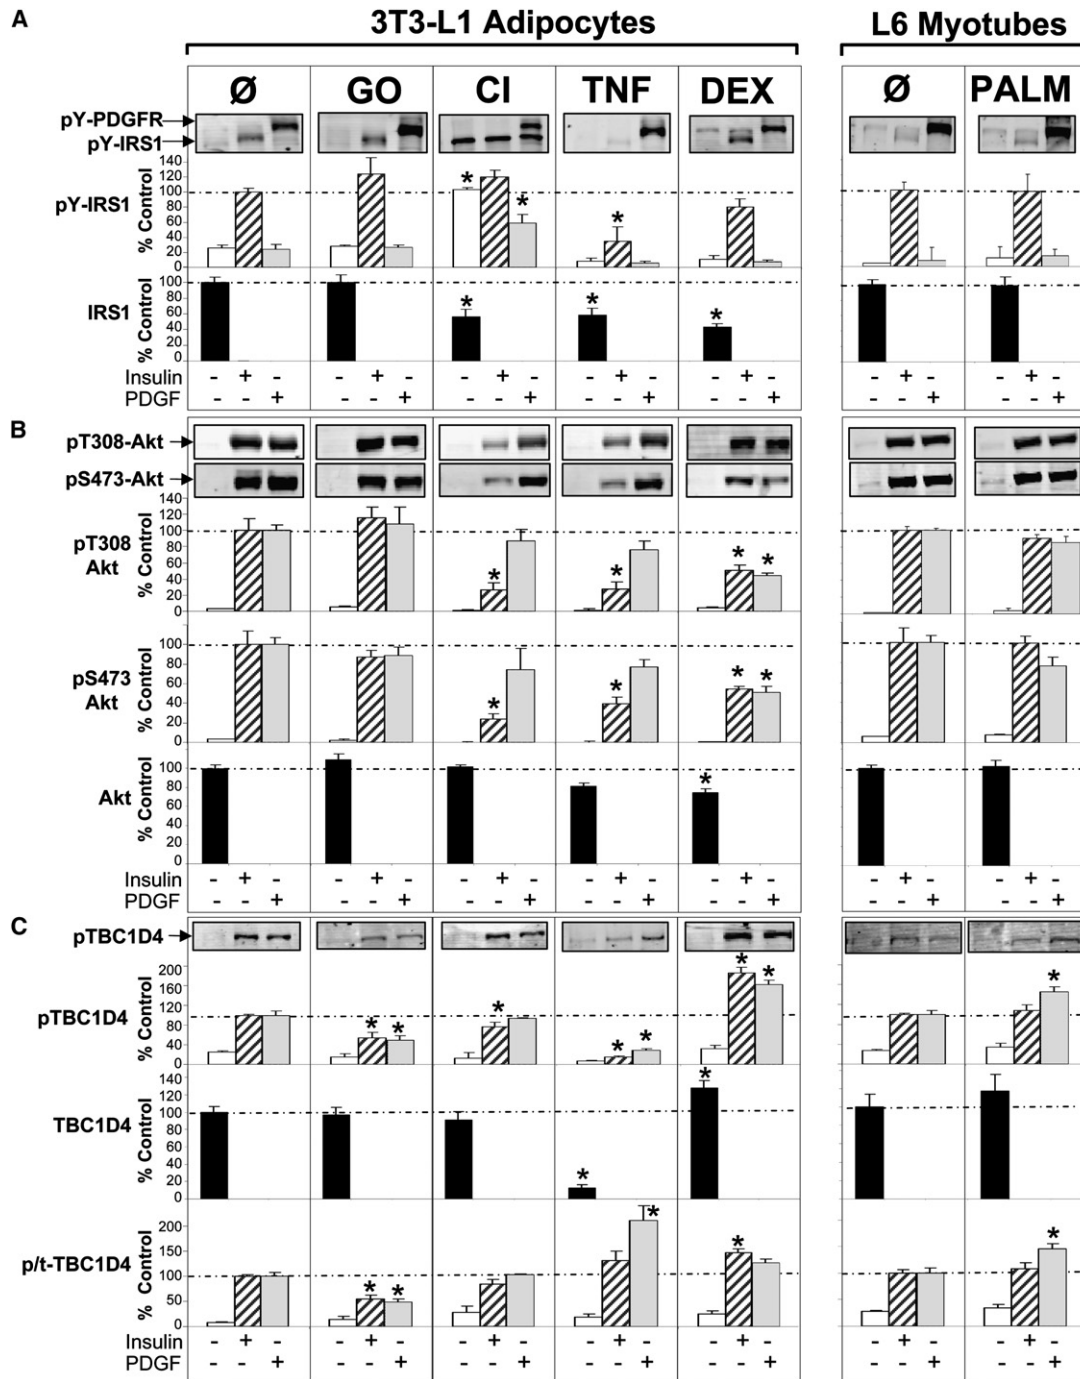 A
3T3-L1 Adipocytes
L6 Myotubes
Ø GO CI TNF DEX Ø PALM
pY-PDGFR
pY-IRS1
pY-IRS1
% Control
140
120
100
80
60
40
20
0
* * *
IRS1
% Control
100
80
60
40
20
0
* * *
Insulin - + - - + - - + - - + - - + - - + - - + -
PDGF - - + - - + - - + - - + - - + - - + - - +
B
pT308-Akt
pS473-Akt
pT308
Akt
% Control
140
120
100
80
60
40
20
0
* * * *
pS473
Akt
% Control
100
80
60
40
20
0
* * * *
Akt
% Control
100
80
60
40
20
0
*
Insulin - + - - + - - + - - + - - + - - + - - + -
PDGF - - + - - + - - + - - + - - + - - + - - +
C
pTBC1D4
pTBC1D4
% Control
200
160
120
80
40
0
* * * * * * * *
TBC1D4
% Control
140
120
100
80
60
40
20
0
* *
p/t-TBC1D4
% Control
200
150
100
50
0
* * * * *
Insulin - + - - + - - + - - + - - + - - + - - + -
PDGF - - + - - + - - + - - + - - + - - + - - +